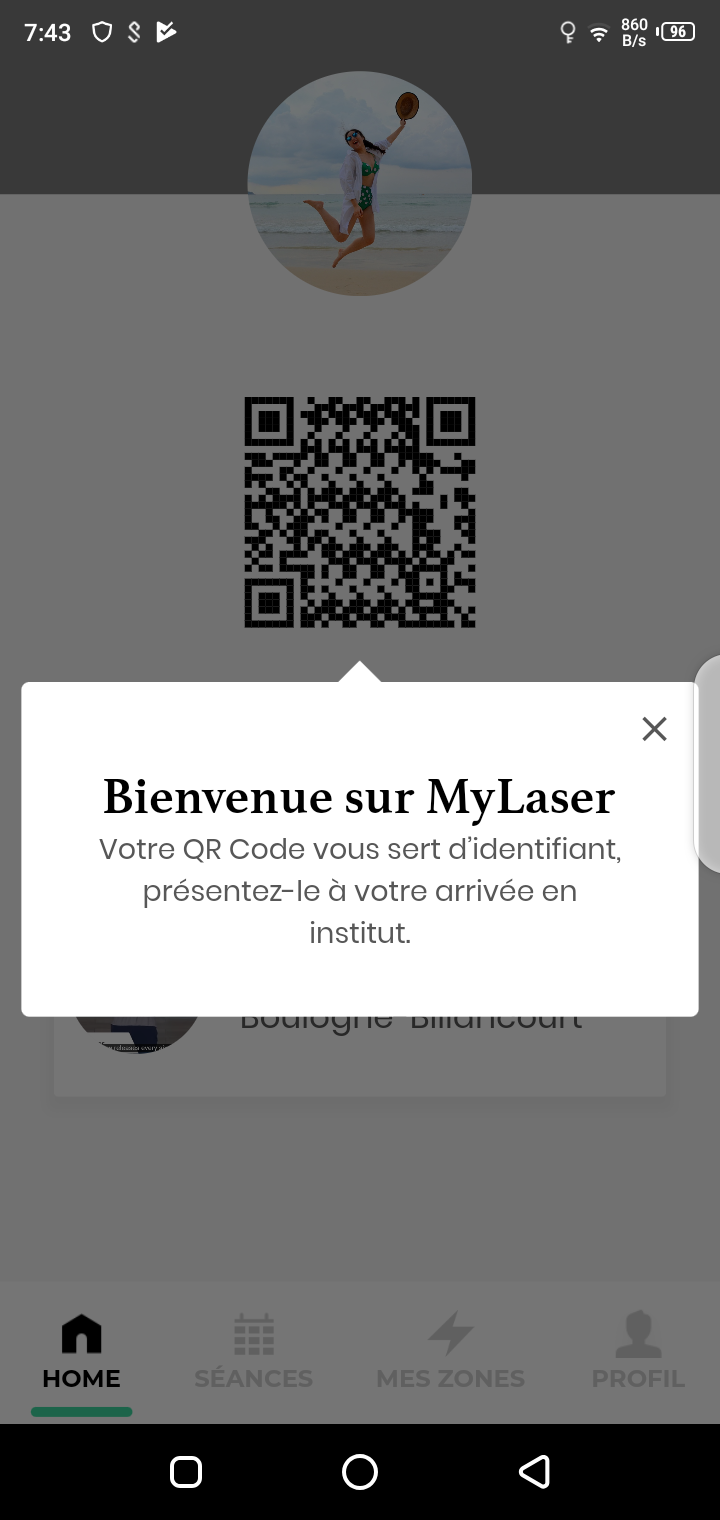 7:43
860
B/s
96
Bienvenue sur MyLaser
Votre QR Code vous sert d’identifiant,
présentez-le à votre arrivée en
institut.
Boulogne-Billancourt
HOME
SÉANCES
MES ZONES
PROFIL